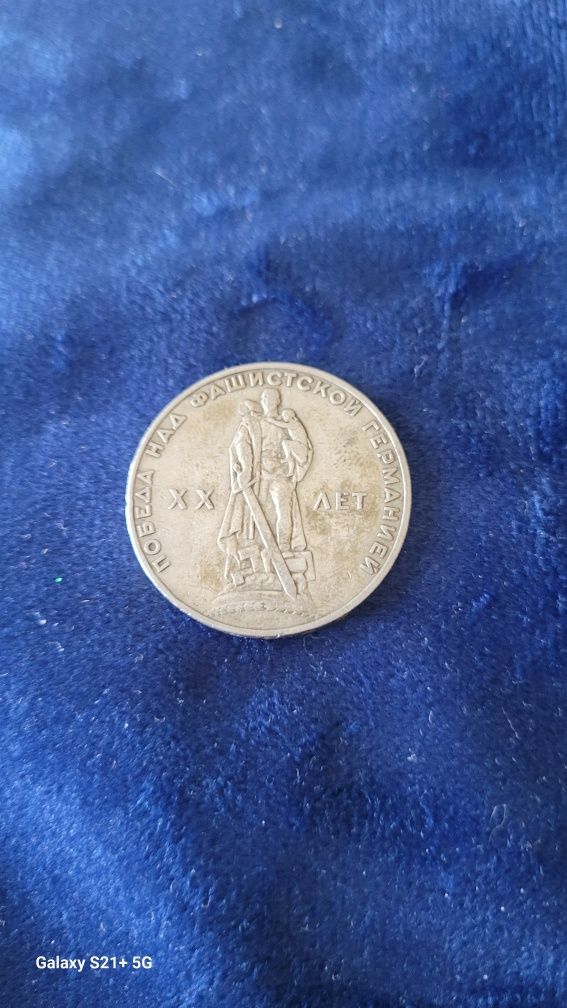 ПОБЕДА НАД ФАШИСТСКОЙ ГЕРМАНИЕЙ
XX ЛЕТ
Galaxy S21+ 5G